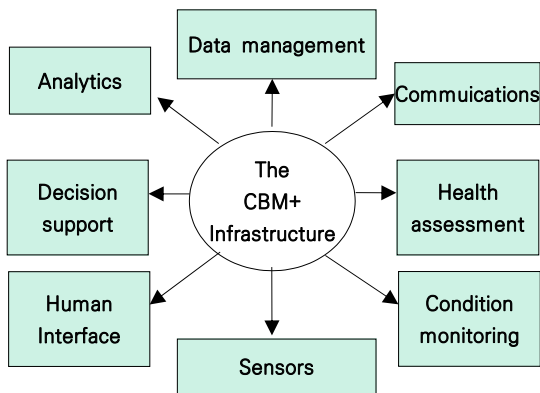 Data management
Analytics
Commuications
The
CBM+
Infrastructure
Decision
support
Health
assessment
Human
Interface
Condition
monitoring
Sensors